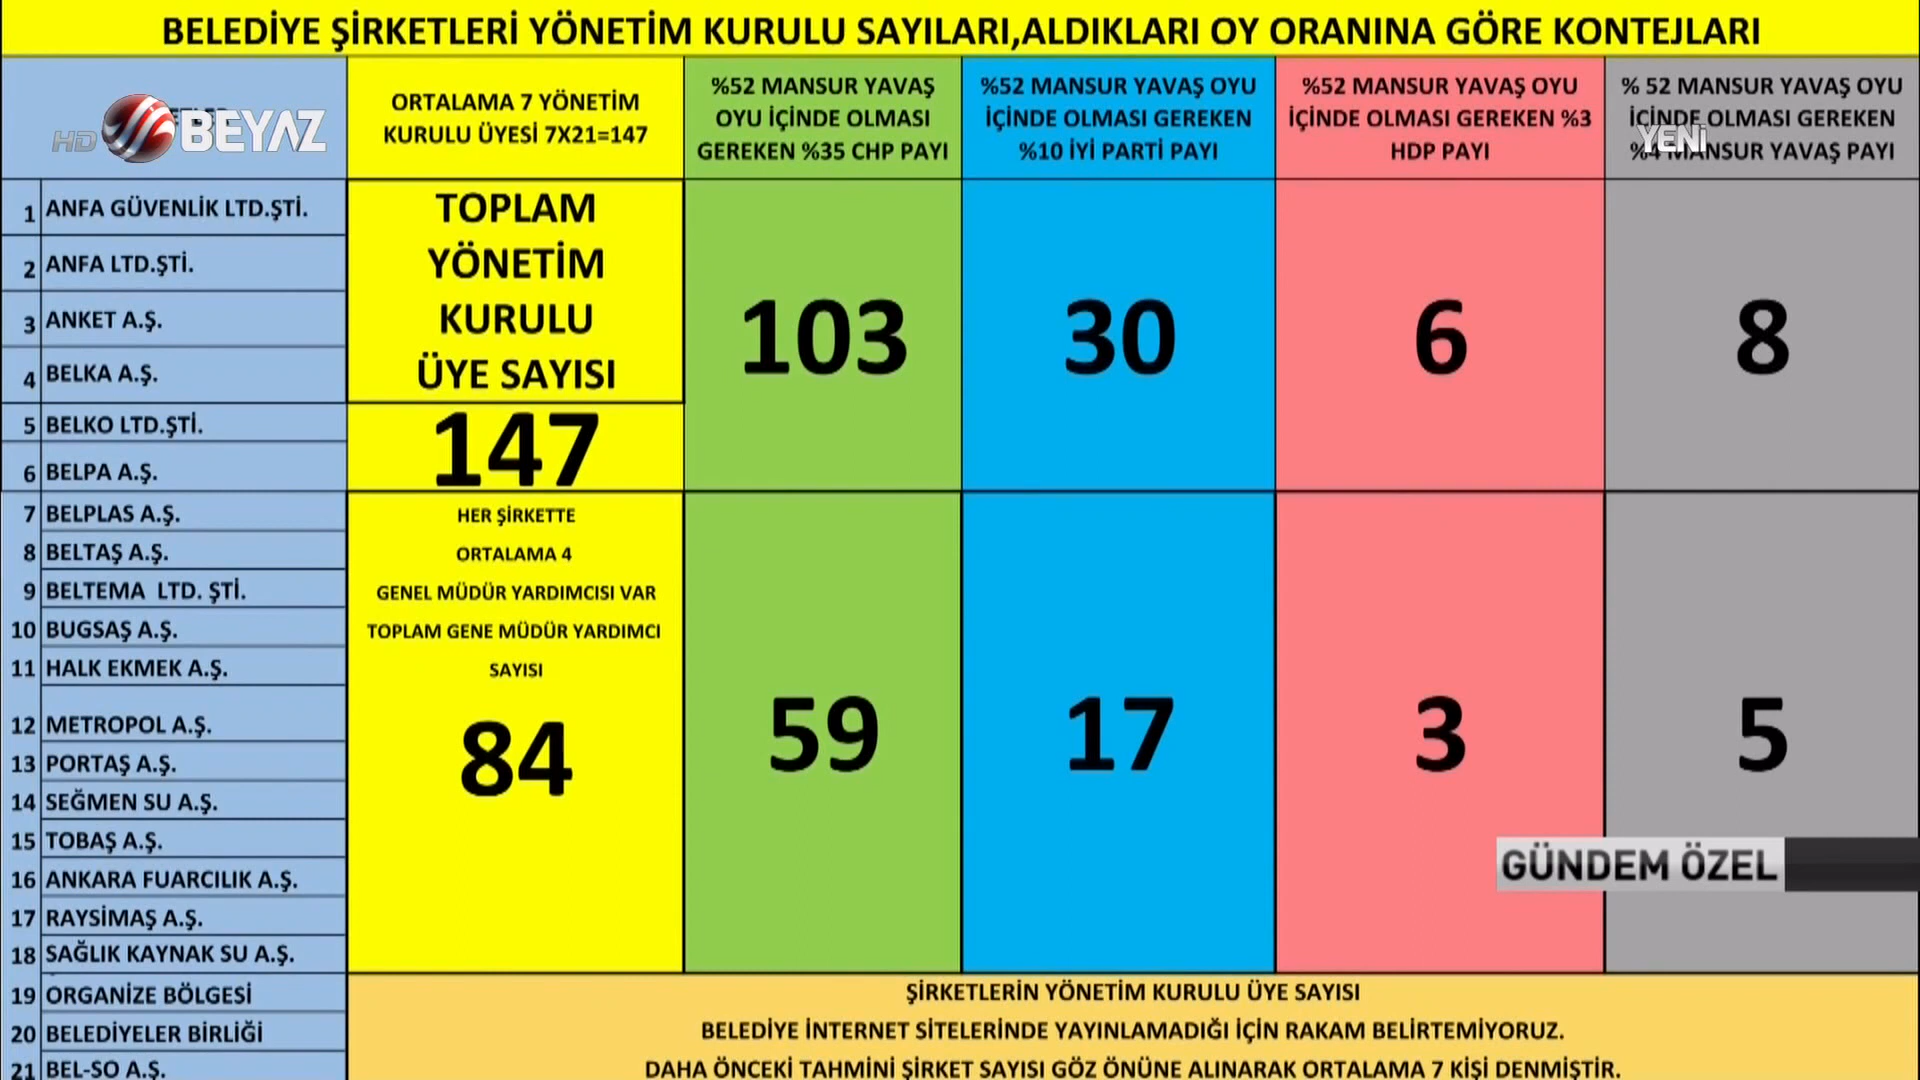 BELEDİYE ŞİRKETLERİ YÖNETİM KURULU SAYILARI,ALDIKLARI OY ORANINA GÖRE KONTEJLARI
HD BEYAZ
ORTALAMA 7 YÖNETİM
KURULU ÜYESİ 7X21=147
%52 MANSUR YAVAŞ
OYU İÇİNDE OLMASI
GEREKEN %35 CHP PAYI
%52 MANSUR YAVAŞ OYU
İÇİNDE OLMASI GEREKEN
%10 İYİ PARTİ PAYI
%52 MANSUR YAVAŞ OYU
İÇİNDE OLMASI GEREKEN %3
HDP PAYI
% 52 MANSUR YAVAŞ OYU
İÇİNDE OLMASI GEREKEN
%4 MANSUR YAVAŞ PAYI
YENİ
1 ANFA GÜVENLİK LTD.ŞTİ.
2 ANFA LTD.ŞTİ.
3 ANKET A.Ş.
4 BELKA A.Ş.
5 BELKO LTD.ŞTİ.
6 BELPA A.Ş.
7 BELPLAS A.Ş.
8 BELTAŞ A.Ş.
9 BELTEMA LTD. ŞTİ.
10 BUGSAŞ A.Ş.
11 HALK EKMEK A.Ş.
12 METROPOL A.Ş.
13 PORTAŞ A.Ş.
14 SEĞMEN SU A.Ş.
15 TOBAŞ A.Ş.
16 ANKARA FUARCILIK A.Ş.
17 RAYSİMAŞ A.Ş.
18 SAĞLIK KAYNAK SU A.Ş.
19 ORGANİZE BÖLGESİ
20 BELEDİYELER BİRLİĞİ
21 BEL-SO A.Ş.
TOPLAM
YÖNETİM
KURULU
ÜYE SAYISI
147
103
30
6
8
HER ŞİRKETTE
ORTALAMA 4
GENEL MÜDÜR YARDIMCISI VAR
TOPLAM GENE MÜDÜR YARDIMCI
SAYISI
84
59
17
3
5
GÜNDEM ÖZEL
ŞİRKETLERİN YÖNETİM KURULU ÜYE SAYISI
BELEDİYE İNTERNET SİTELERİNDE YAYINLAMADIĞI İÇİN RAKAM BELİRTEMİYORUZ.
DAHA ÖNCEKİ TAHMİNİ ŞİRKET SAYISI GÖZ ÖNÜNE ALINARAK ORTALAMA 7 KİŞİ DENMİŞTİR.